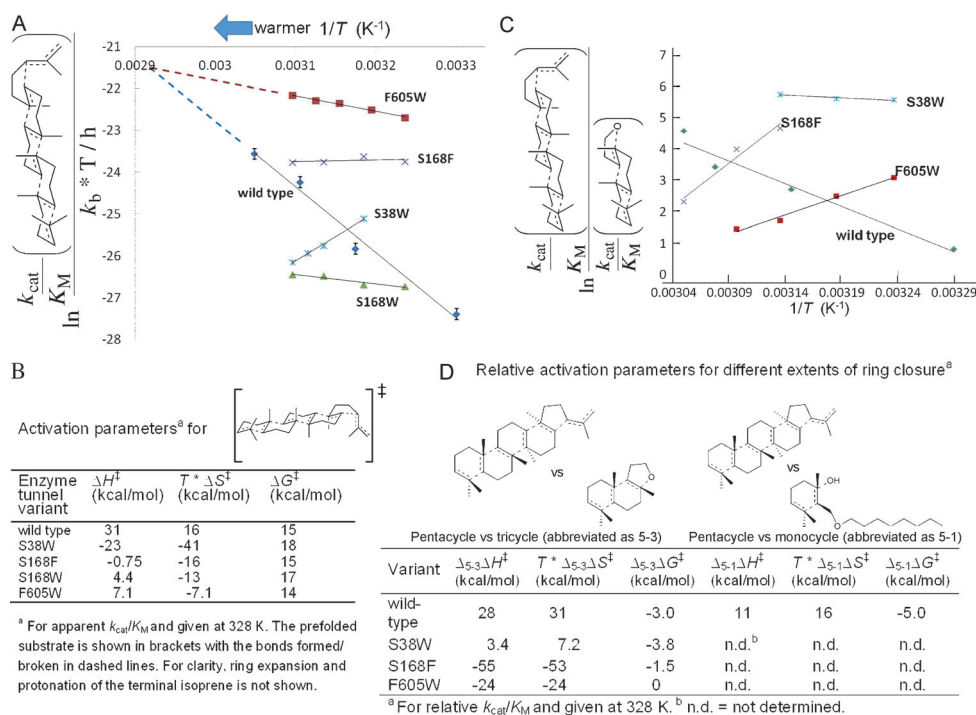 A
warmer 1/T (K-1)
-21
0.0029 0.003 0.0031 0.0032 0.0033
-22
-23
-24
-25
-26
-27
-28
F605W
S168F
wild type
S38W
S168W
ln kcat / KM / kb * T / h
C
7
6
5
4
3
2
1
0
S38W
S168F
F605W
wild type
0.00304 0.00309 0.00314 0.00319 0.00324 0.00329
1/T (K-1)
ln kcat / KM / kcat / KM
O
B
Activation parametersa for
‡
Enzyme tunnel variant ΔH‡ (kcal/mol) T * ΔS‡ (kcal/mol) ΔG‡ (kcal/mol)
wild type 31 16 15
S38W -23 -41 18
S168F -0.75 -16 15
S168W 4.4 -13 17
F605W 7.1 -7.1 14
a For apparent kcat/KM and given at 328 K. The prefolded
substrate is shown in brackets with the bonds formed/
broken in dashed lines. For clarity, ring expansion and
protonation of the terminal isoprene is not shown.
D Relative activation parameters for different extents of ring closurea
vs
O
vs
OH
O
Pentacycle vs tricycle (abbreviated as 5-3) Pentacycle vs monocycle (abbreviated as 5-1)
Variant Δ5-3ΔH‡ (kcal/mol) T * Δ5-3ΔS‡ (kcal/mol) Δ5-3ΔG‡ (kcal/mol) Δ5-1ΔH‡ (kcal/mol) T * Δ5-1ΔS‡ (kcal/mol) Δ5-1ΔG‡ (kcal/mol)
wild-type 28 31 -3.0 11 16 -5.0
S38W 3.4 7.2 -3.8 n.d.b n.d. n.d.
S168F -55 -53 -1.5 n.d. n.d. n.d.
F605W -24 -24 0 n.d. n.d. n.d.
a For relative kcat/KM and given at 328 K. b n.d. = not determined.